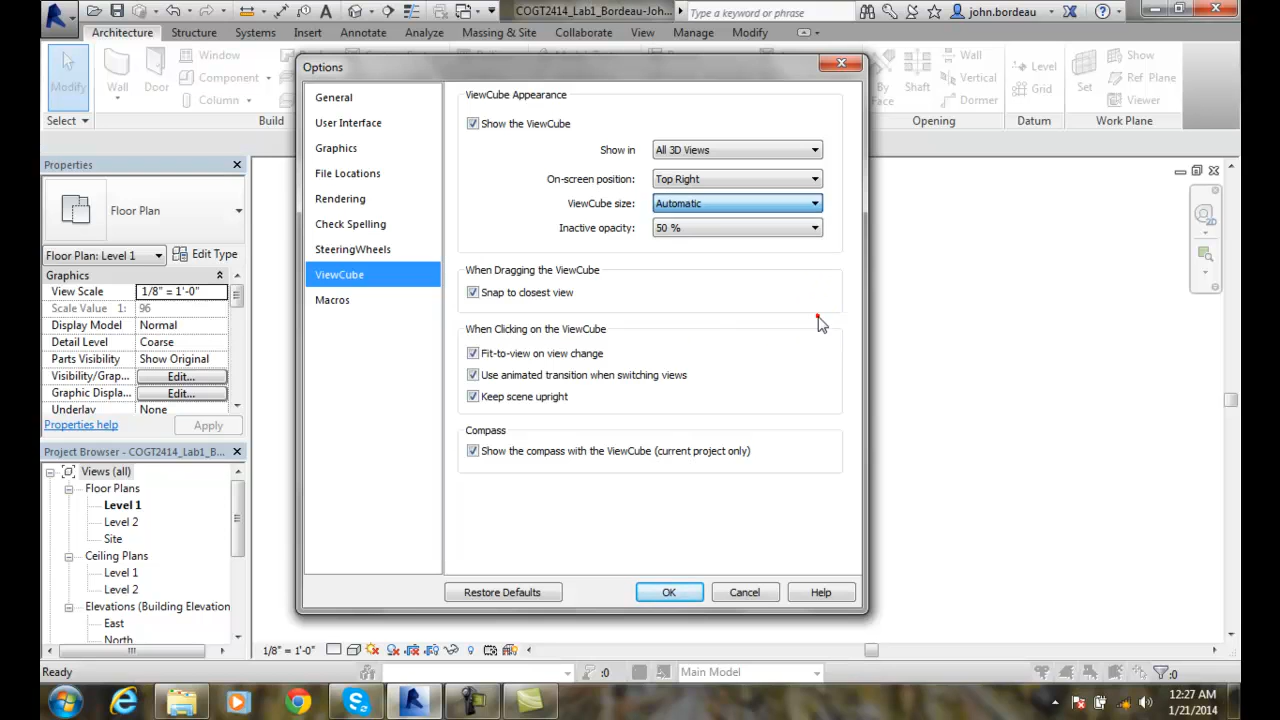 COGT2414_Lab1_Bordeau-Joh...
Type a keyword or phrase
john.bordeau
Architecture Structure Systems Insert Annotate Analyze Massing & Site Collaborate View Manage Modify
Modify
Wall
Door
Window
Component
Column
By
Face
Shaft
Wall
Vertical
Dormer
Level
Grid
Set
Show
Ref Plane
Viewer
Select
Build
Opening
Datum
Work Plane
Options
General
User Interface
Graphics
File Locations
Rendering
Check Spelling
SteeringWheels
ViewCube
Macros
ViewCube Appearance
Show the ViewCube
Show in All 3D Views
On-screen position: Top Right
ViewCube size: Automatic
Inactive opacity: 50 %
When Dragging the ViewCube
Snap to closest view
When Clicking on the ViewCube
Fit-to-view on view change
Use animated transition when switching views
Keep scene upright
Compass
Show the compass with the ViewCube (current project only)
Restore Defaults OK Cancel Help
Properties
Floor Plan
Floor Plan: Level 1 Edit Type
Graphics
View Scale 1/8" = 1'-0"
Scale Value 1: 96
Display Model Normal
Detail Level Coarse
Parts Visibility Show Original
Visibility/Grap... Edit...
Graphic Displa... Edit...
Underlay None
Properties help Apply
Project Browser - COGT2414_Lab1_B...
Views (all)
Floor Plans
Level 1
Level 2
Site
Ceiling Plans
Level 1
Level 2
Elevations (Building Elevation
East
North
2D
1/8" = 1'-0"
Ready
:0
Main Model
:0
12:27 AM
1/21/2014